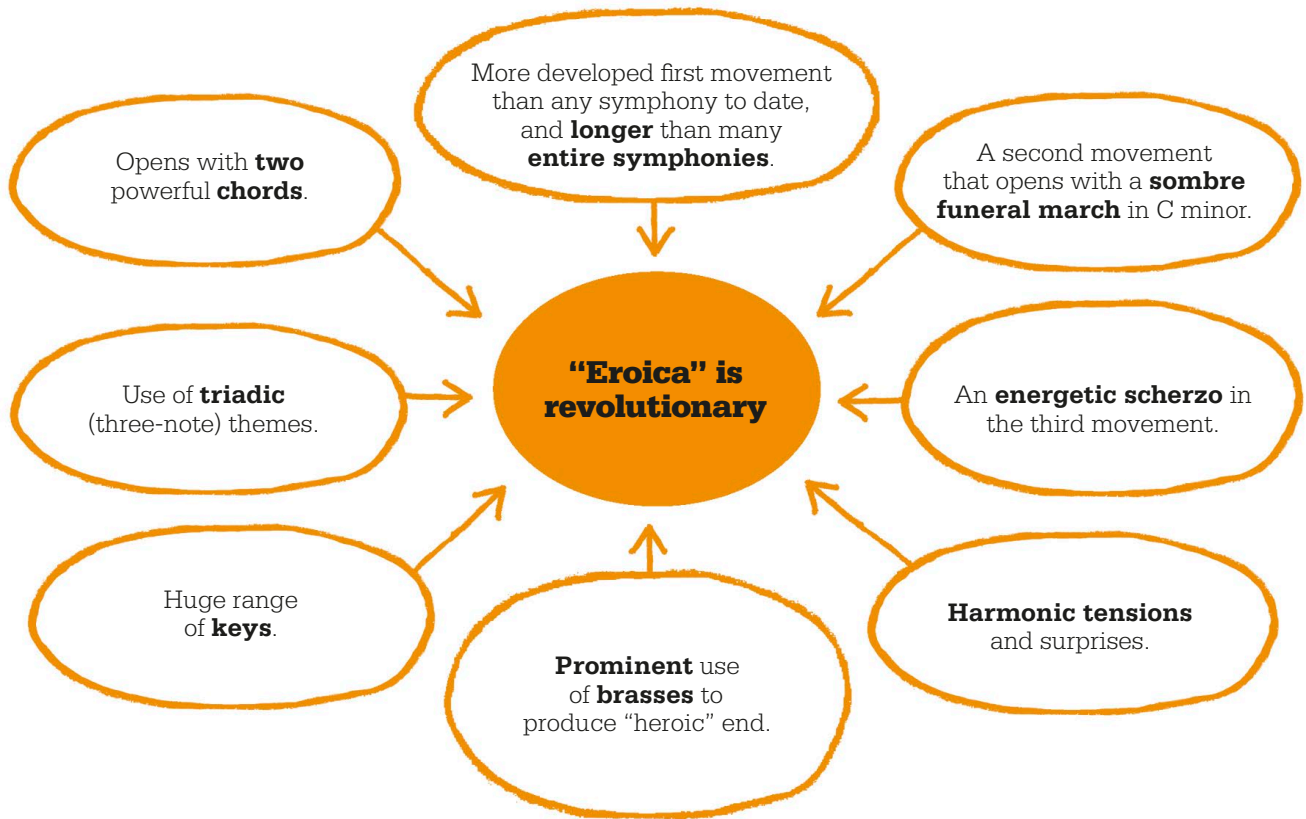 More developed first movement
than any symphony to date,
and longer than many
entire symphonies.
Opens with two
powerful chords.
A second movement
that opens with a sombre
funeral march in C minor.
“Eroica” is
revolutionary
Use of triadic
(three-note) themes.
An energetic scherzo in
the third movement.
Huge range
of keys.
Prominent use
of brasses to
produce “heroic” end.
Harmonic tensions
and surprises.